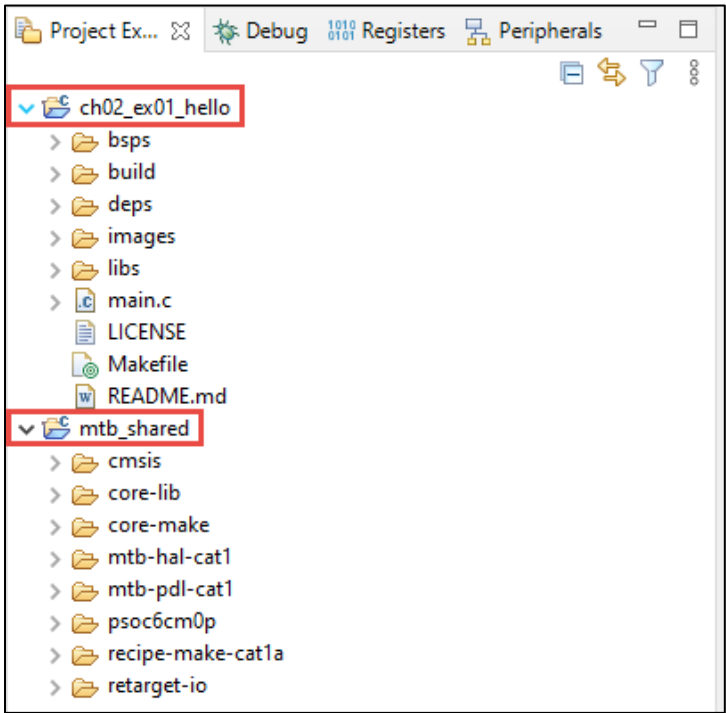 Project Ex... Debug 1010 0101 Registers Peripherals
ch02_ex01_hello
bsps
build
deps
images
libs
.c main.c
LICENSE
Makefile
w README.md
mtb_shared
cmsis
core-lib
core-make
mtb-hal-cat1
mtb-pdl-cat1
psoc6cm0p
recipe-make-cat1a
retarget-io